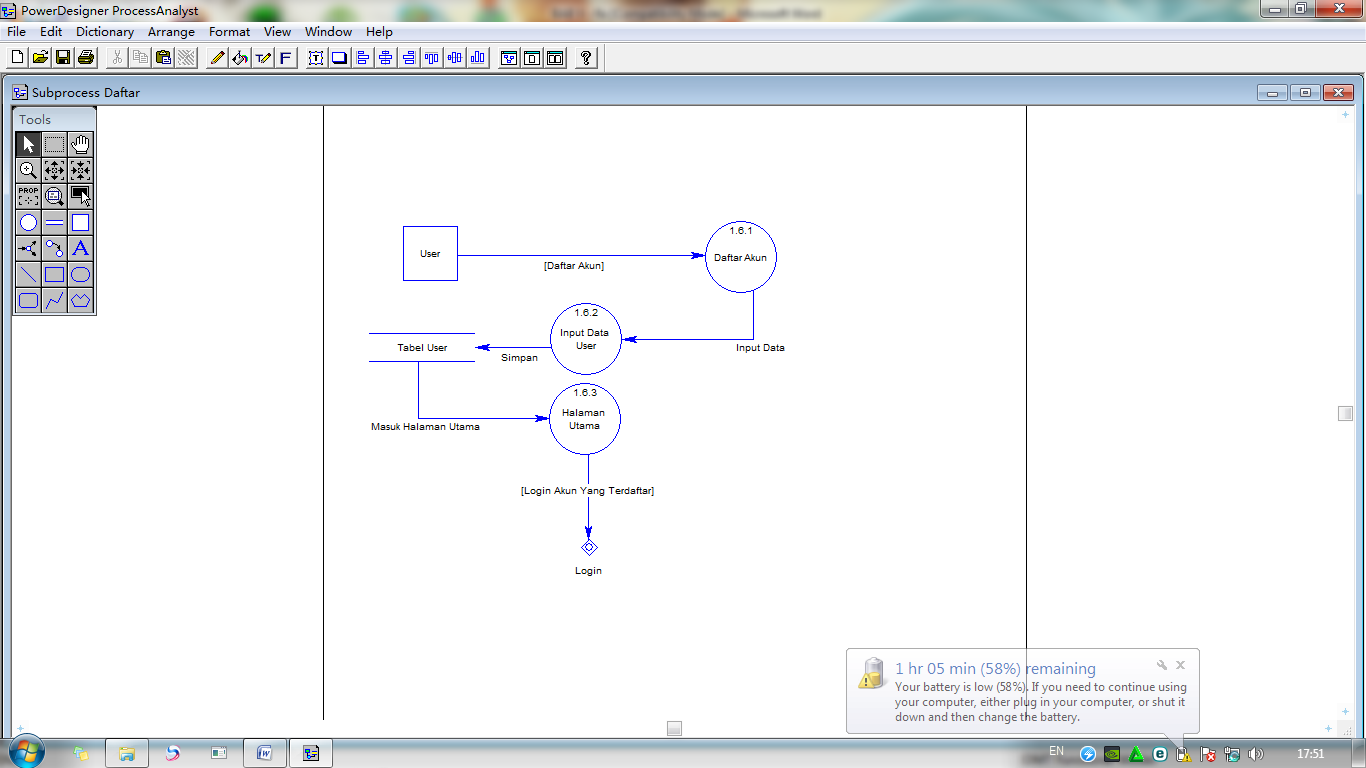 PowerDesigner ProcessAnalyst
File Edit Dictionary Arrange Format View Window Help
Subprocess Daftar
Tools
PROP
1.6.1
User
Daftar Akun
[Daftar Akun]
1.6.2
Input Data
User
Tabel User
Simpan
Input Data
1.6.3
Halaman
Utama
Masuk Halaman Utama
[Login Akun Yang Terdaftar]
Login
1 hr 05 min (58%) remaining
Your battery is low (58%). If you need to continue using
your computer, either plug in your computer, or shut it
down and then change the battery.
EN
17:51